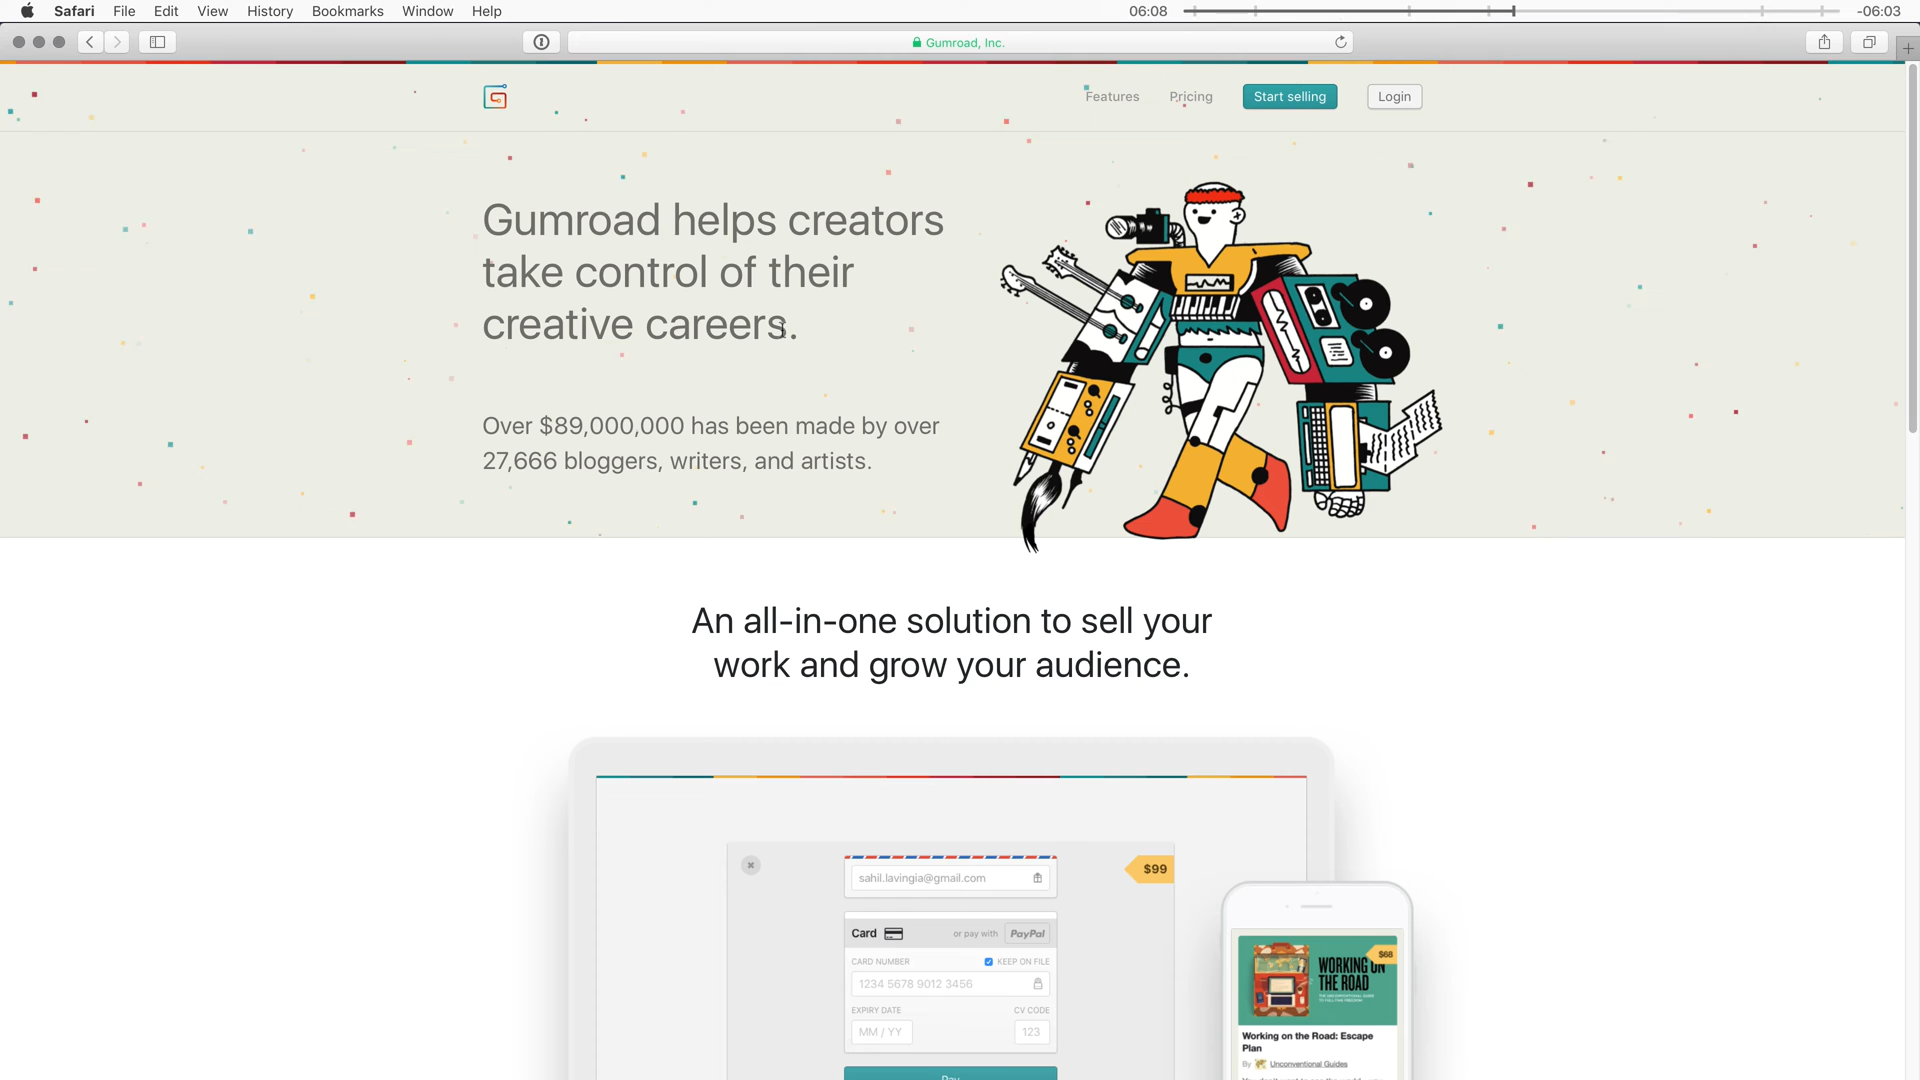 Safari File Edit View History Bookmarks Window Help 06:08 -06:03
Gumroad, Inc.
Features Pricing Start selling Login
Gumroad helps creators
take control of their
creative careers.
Over $89,000,000 has been made by over
27,666 bloggers, writers, and artists.
An all-in-one solution to sell your
work and grow your audience.
sahil.lavingia@gmail.com
$99
Card or pay with PayPal
CARD NUMBER KEEP ON FILE
1234 5678 9012 3456
EXPIRY DATE CV CODE
MM / YY 123
Pay
$68
WORKING ON
THE ROAD
Working on the Road: Escape
Plan
By Unconventional Guides